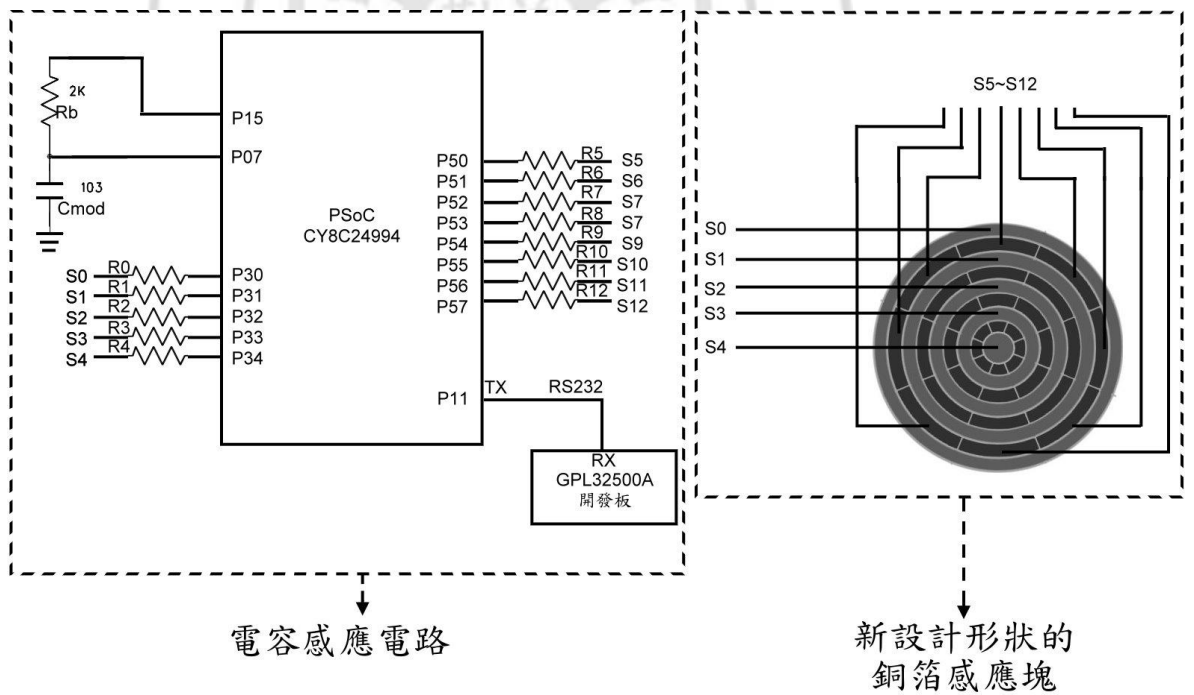 2K
Rb
103
Cmod
P15
P07
PSoC
CY8C24994
S0 R0 P30
S1 R1 P31
S2 R2 P32
S3 R3 P33
S4 R4 P34
P50 R5 S5
P51 R6 S6
P52 R7 S7
P53 R8 S7
P54 R9 S9
P55 R10 S10
P56 R11 S11
P57 R12 S12
P11 TX RS232
RX
GPL32500A
開發板
電容感應電路
S5~S12
S0
S1
S2
S3
S4
新設計形狀的
銅箔感應塊